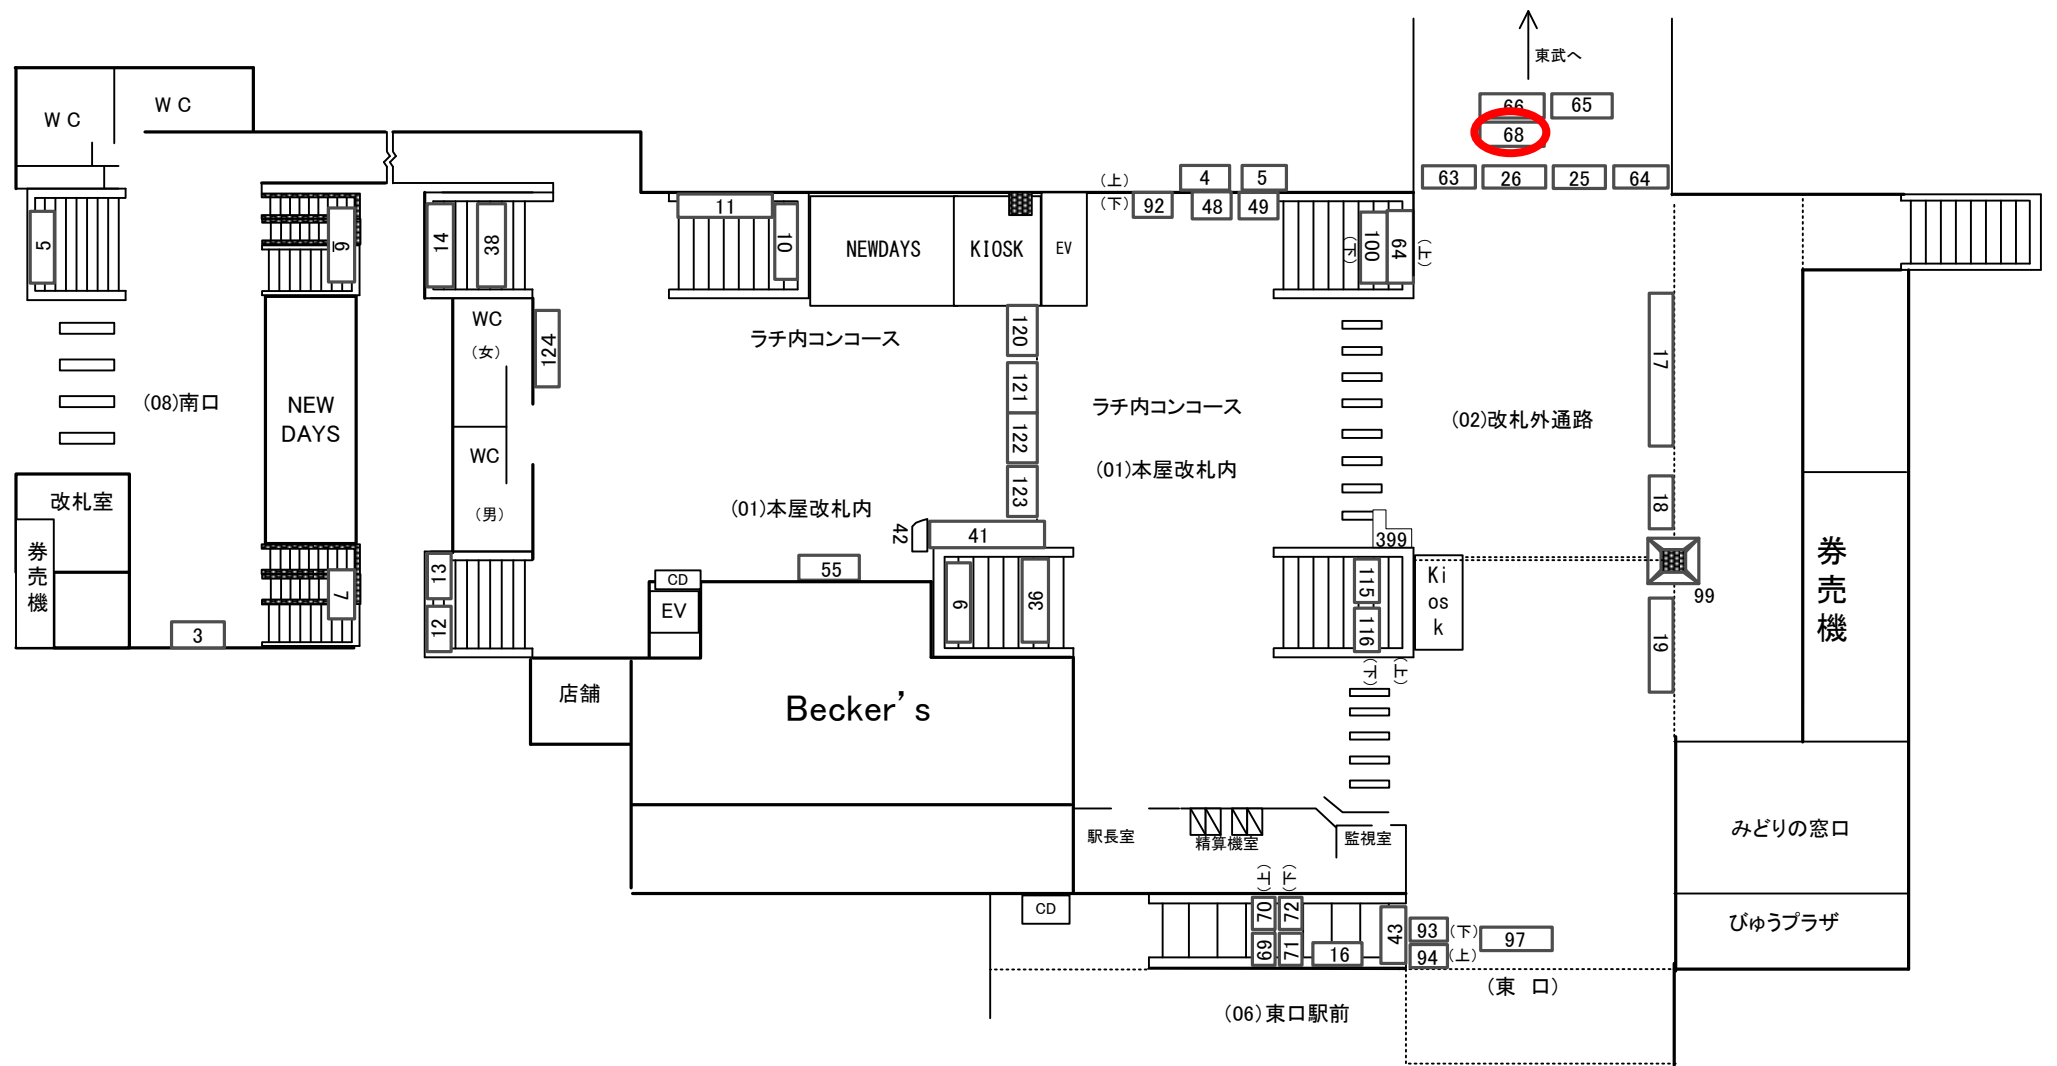 東武へ
66
65
68
WC
WC
(上)
4
5
63
26
25
64
(下)
92
48
49
5
9
14
38
11
10
NEWDAYS
KIOSK
EV
(下)
100
64
(上)
WC
(女)
124
120
ラチ内コンコース
17
121
ラチ内コンコース
(08)南口
NEW
DAYS
(02)改札外通路
122
WC
(01)本屋改札内
123
改札室
(男)
(01)本屋改札内
18
42
41
399
券売機
券売機
13
CD
55
9
36
115
Ki
os
k
99
7
EV
12
116
19
3
(下)
(上)
店舗
Becker's
駅長室
精算機室
監視室
みどりの窓口
(上)
(下)
CD
70
72
43
93
(下)
97
びゅうプラザ
69
71
16
94
(上)
(東 口)
(06)東口駅前